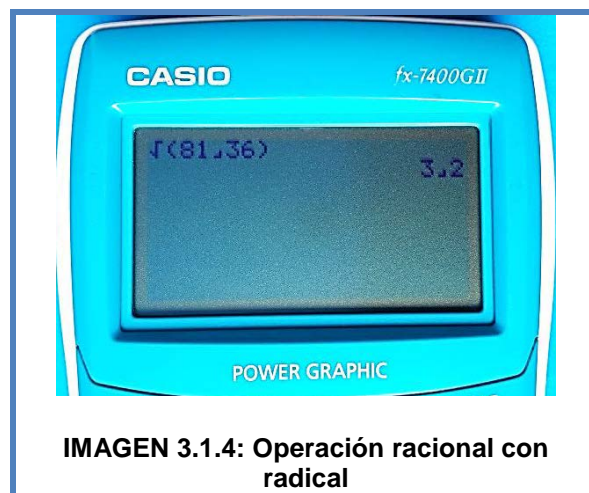 CASIO fx-7400GII
√(81⌟36)
3⌟2
POWER GRAPHIC
IMAGEN 3.1.4: Operación racional con
radical